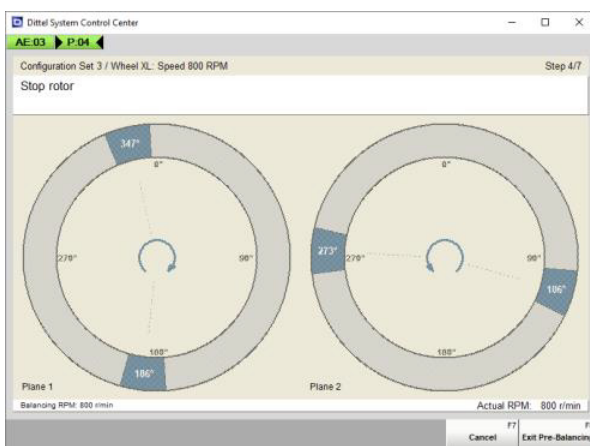 Dittel System Control Center
AE:03 P:04
Configuration Set 3 / Wheel XL: Speed 800 RPM Step 4/7
Stop rotor
347°
0°
270° 90°
180°
186°
Plane 1
0°
273° 270° 90°
106°
180°
Plane 2
Balancing RPM: 800 r/min Actual RPM: 800 r/min
F7
Cancel Exit Pre-Balancing